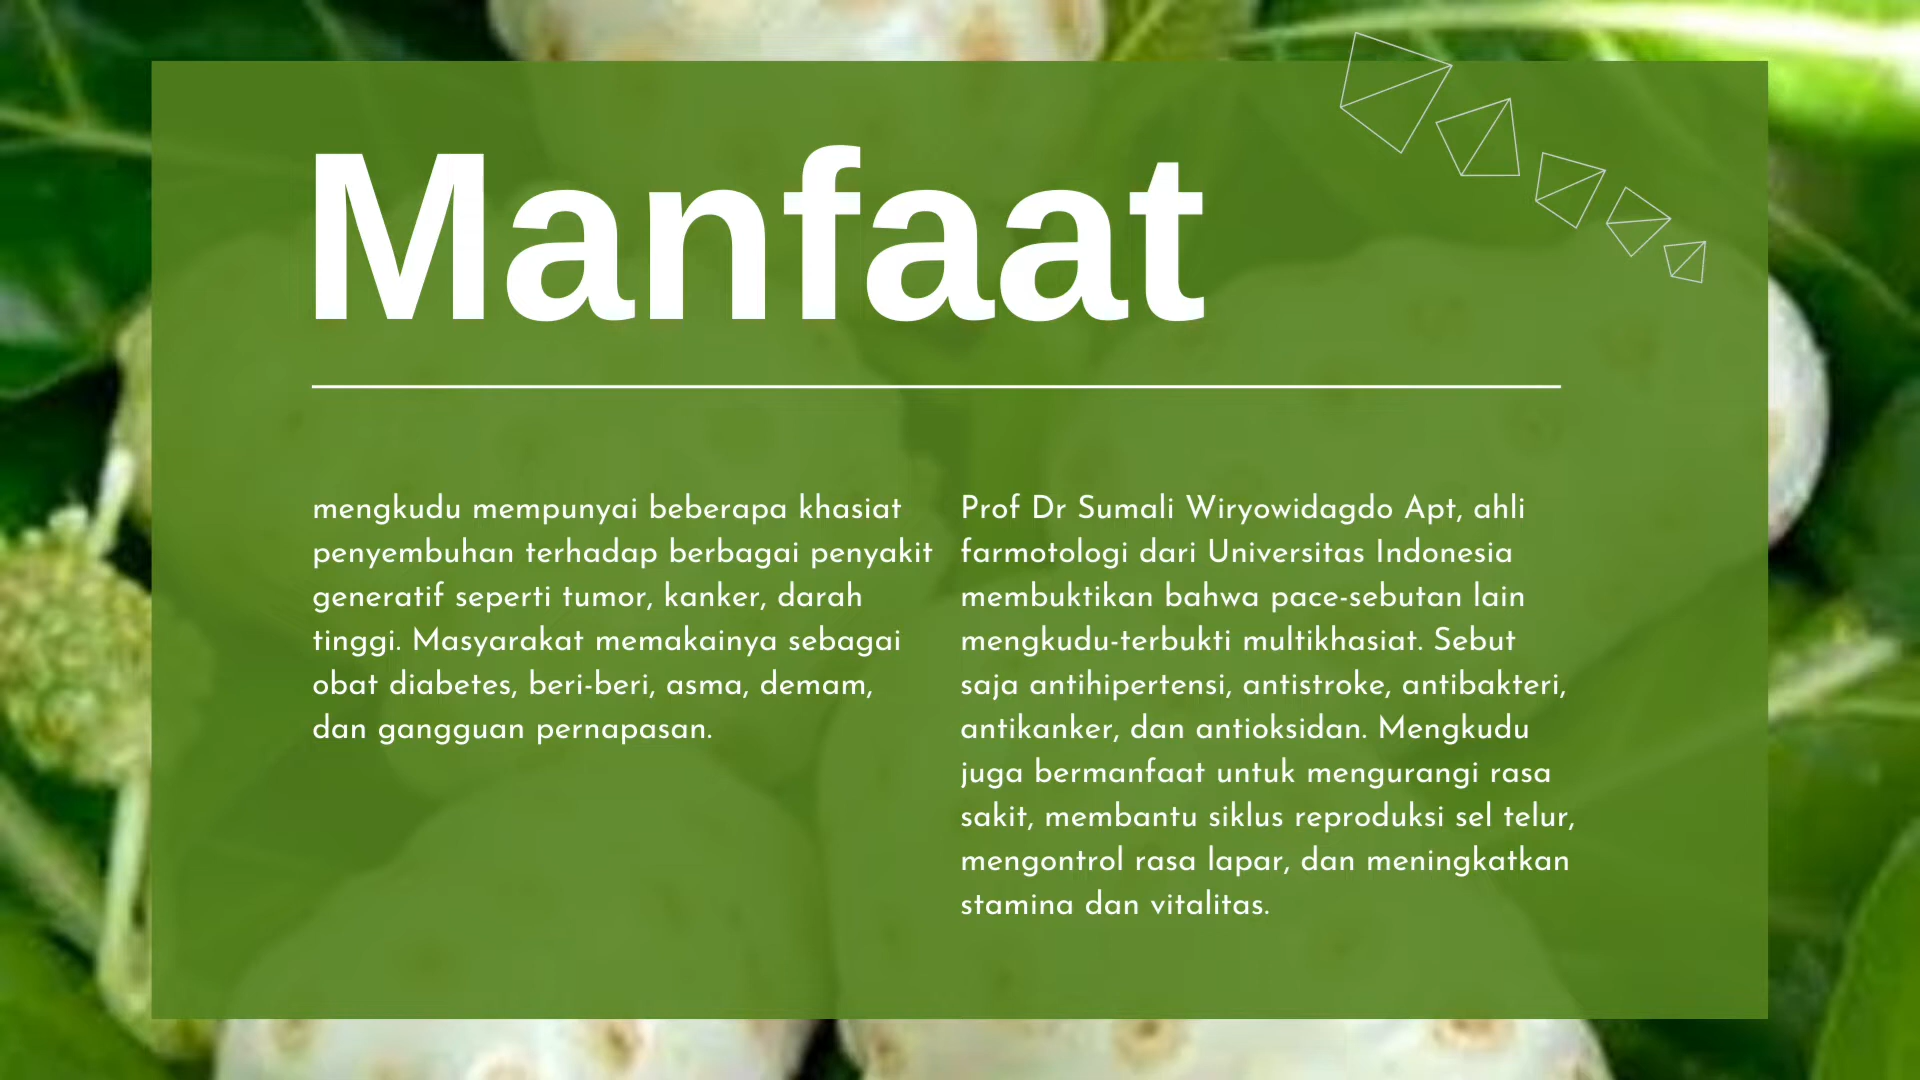 Manfaat
mengkudu mempunyai beberapa khasiat
penyembuhan terhadap berbagai penyakit
generatif seperti tumor, kanker, darah
tinggi. Masyarakat memakainya sebagai
obat diabetes, beri-beri, asma, demam,
dan gangguan pernapasan.
Prof Dr Sumali Wiryowidagdo Apt, ahli
farmotologi dari Universitas Indonesia
membuktikan bahwa pace-sebutan lain
mengkudu-terbukti multikhasiat. Sebut
saja antihipertensi, antistroke, antibakteri,
antikanker, dan antioksidan. Mengkudu
juga bermanfaat untuk mengurangi rasa
sakit, membantu siklus reproduksi sel telur,
mengontrol rasa lapar, dan meningkatkan
stamina dan vitalitas.